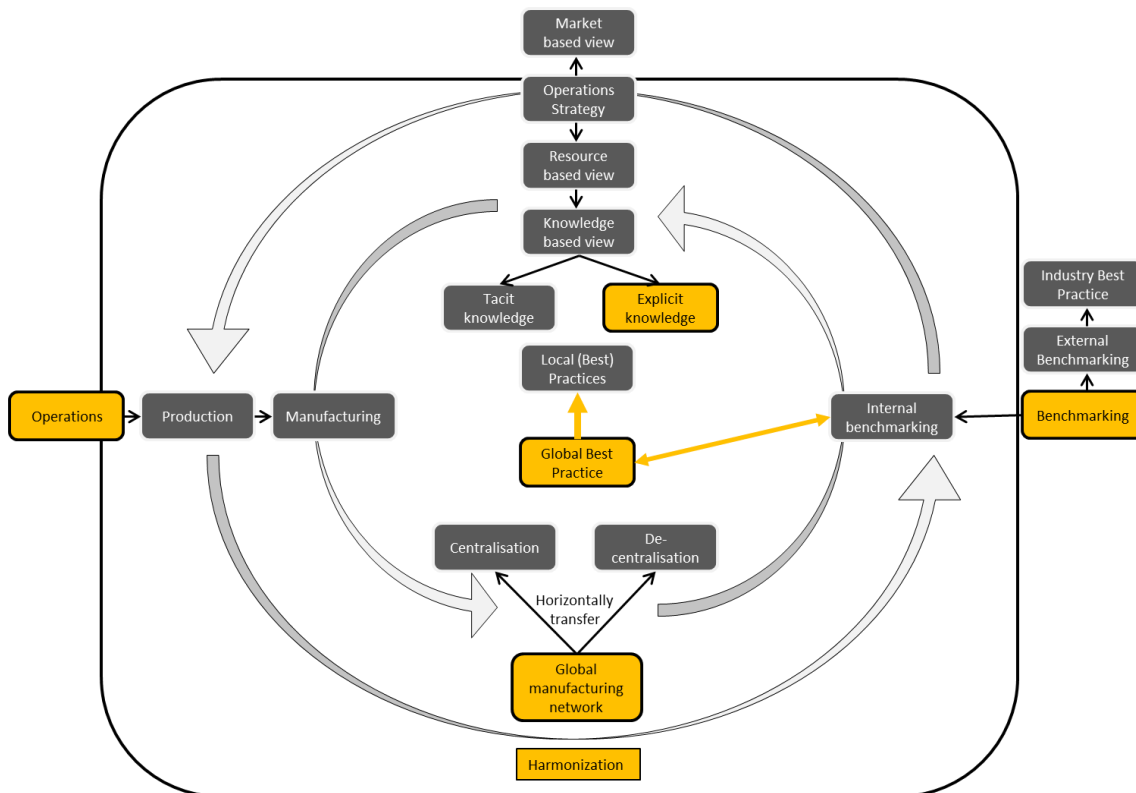 Market
based view
Operations
Strategy
Resource
based view
Knowledge
based view
Tacit
knowledge
Explicit
knowledge
Industry Best
Practice
External
Benchmarking
Local (Best)
Practices
Operations
Production
Manufacturing
Internal
benchmarking
Benchmarking
Global Best
Practice
Centralisation
De-
centralisation
Horizontally
transfer
Global
manufacturing
network
Harmonization